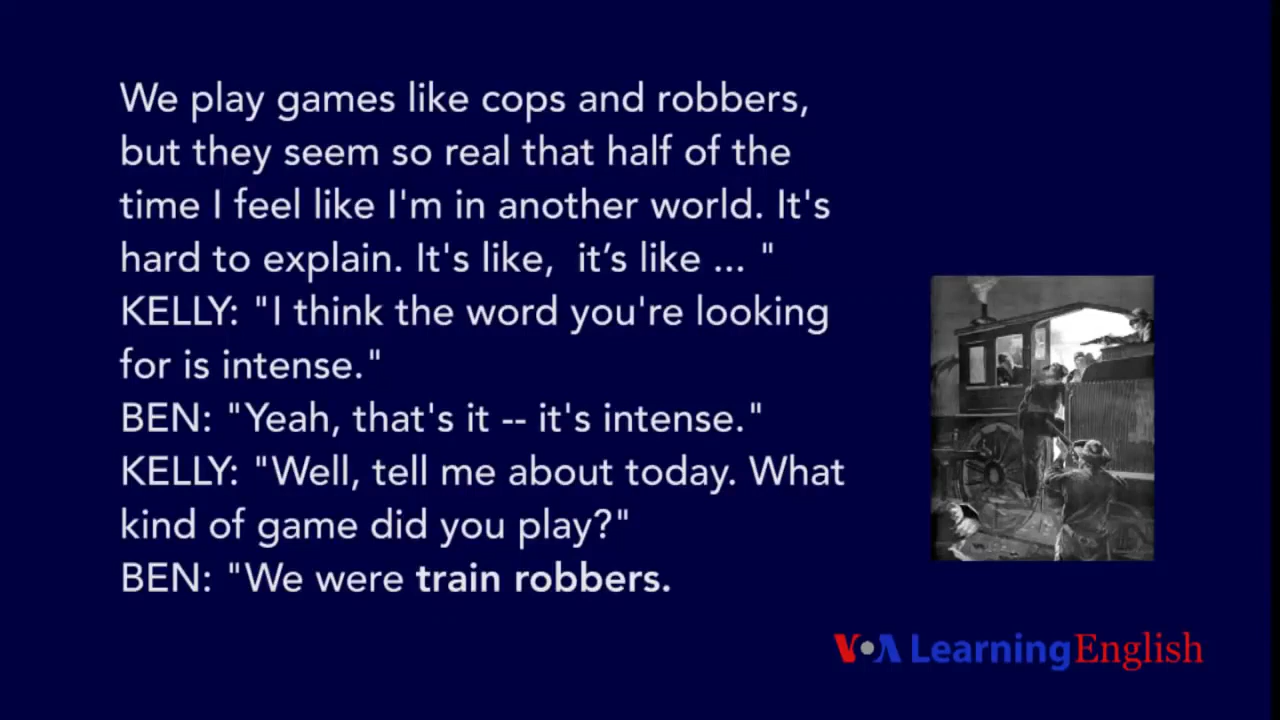 We play games like cops and robbers,
but they seem so real that half of the
time I feel like I'm in another world. It's
hard to explain. It's like,  it’s like ... "
KELLY: "I think the word you're looking
for is intense."
BEN: "Yeah, that's it -- it's intense."
KELLY: "Well, tell me about today. What
kind of game did you play?"
BEN: "We were train robbers.
VOA Learning English